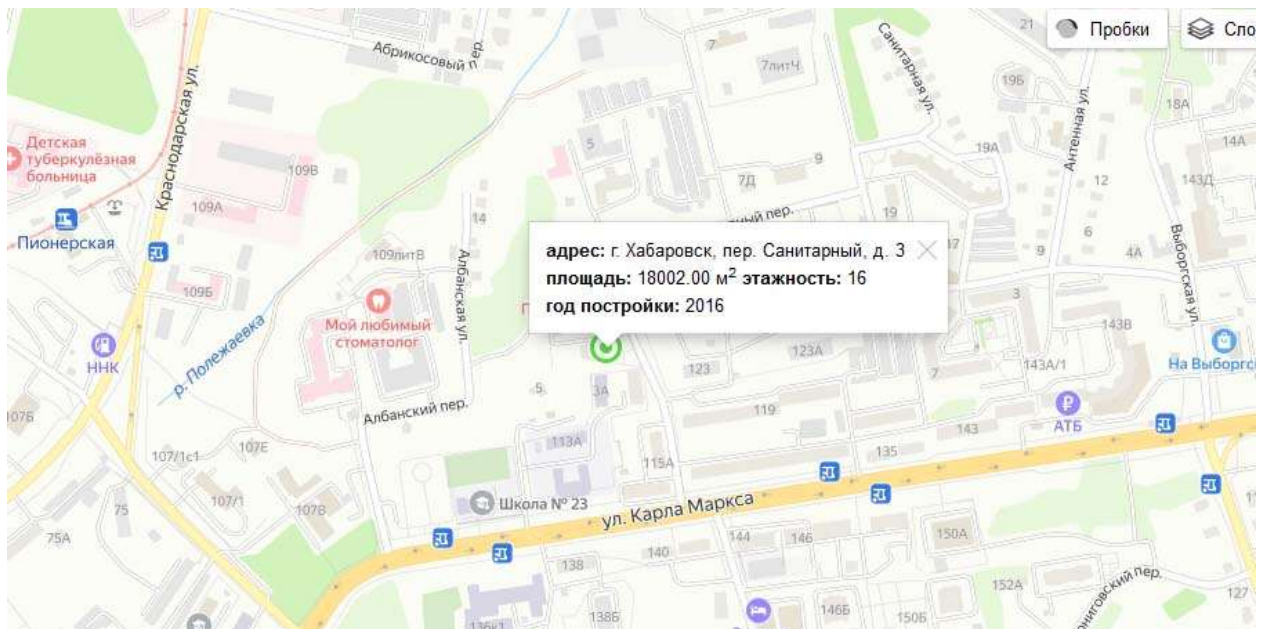 21
Пробки
Сло
Абрикосовый пер.
7
7литЧ
Санитарная ул.
19Б
Антенная ул.
18А
14А
Краснодарская ул.
Детская
туберкулёзная
больница
109В
5
9
19А
7Д
12
143Д
109А
Пионерская
14
ный пер.
19
17
6
9
4А
Выборгская ул.
адрес: г. Хабаровск, пер. Санитарный, д. 3
площадь: 18002.00 м² этажность: 16
год постройки: 2016
109литВ
Албанская ул.
109Б
Мой любимый
стоматолог
П
3
143В
ННК
р. Полежаевка
123А
123
7
143А/1
На Выборгс
107Б
5
3А
Албанский пер.
119
АТБ
143
107/1с1
107Е
113А
115А
135
75
107/1
107В
Школа № 23
ул. Карла Маркса
75А
144
146
150А
138
140
152А
ниговский пер.
127
136к1
138Б
146Б
150Б